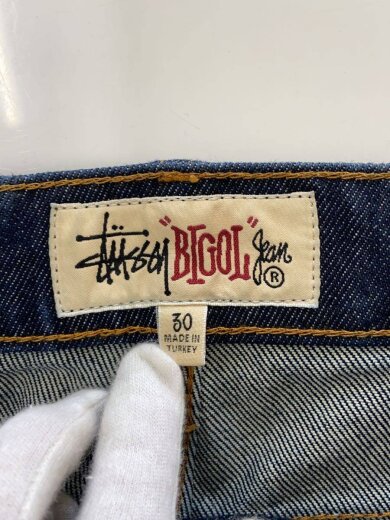 Stüssy "BIGOL" Jean ®
30
MADE IN
TURKEY